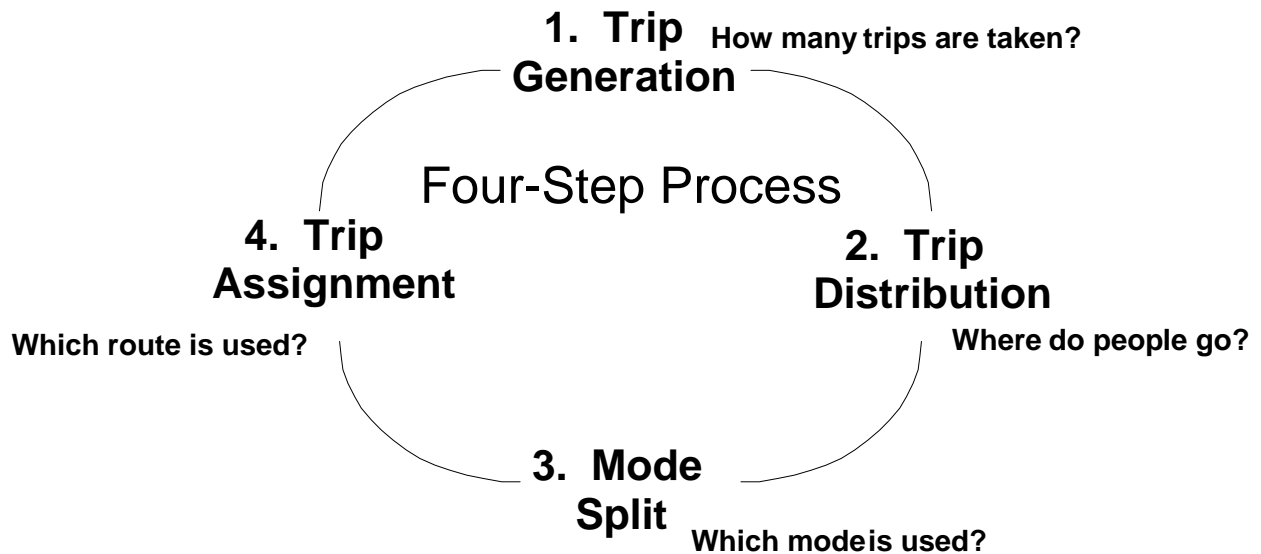 1. Trip
Generation
How many trips are taken?
Four-Step Process
2. Trip
Distribution
Where do people go?
3. Mode
Split
Which mode is used?
4. Trip
Assignment
Which route is used?